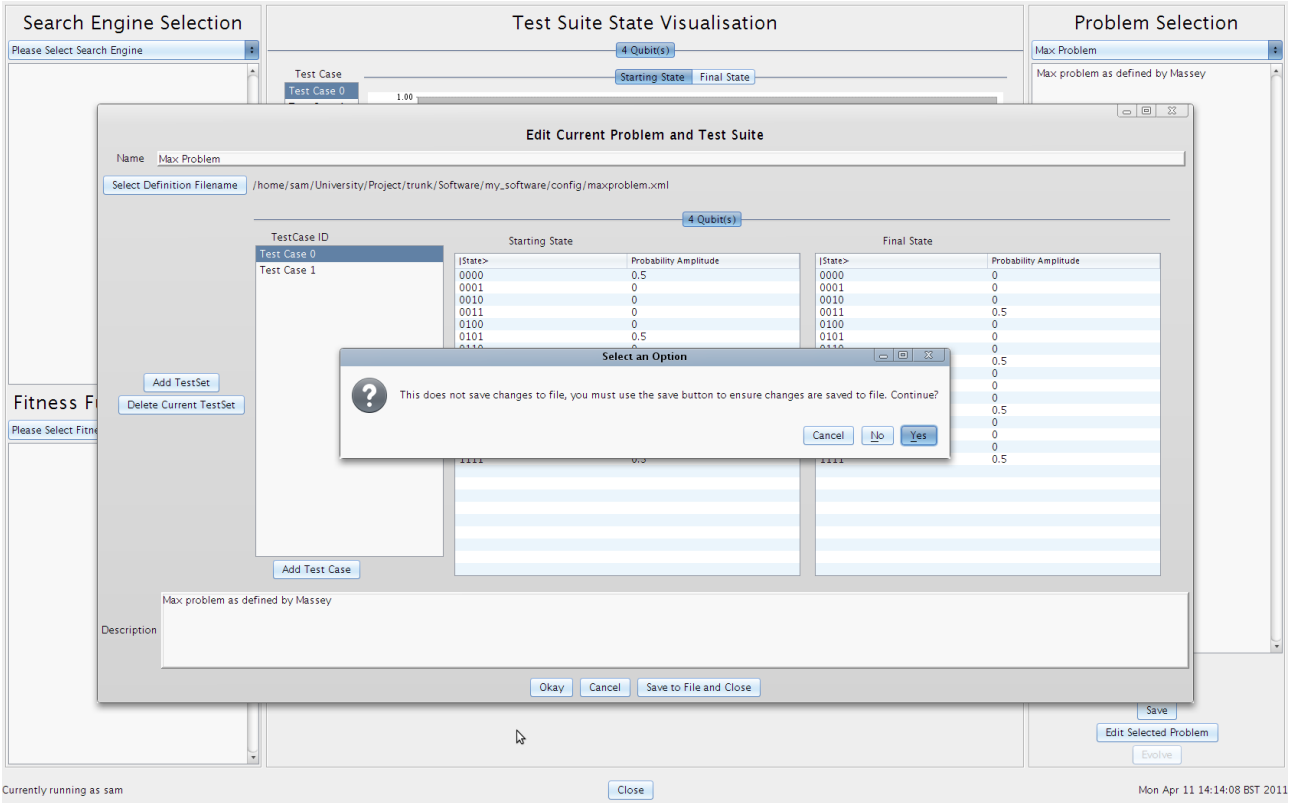 Search Engine Selection
Test Suite State Visualisation
Problem Selection
Please Select Search Engine
4 Qubit(s)
Max Problem
Test Case
Starting State Final State
Max problem as defined by Massey
Test Case 0
1.00
Edit Current Problem and Test Suite
Name Max Problem
Select Definition Filename /home/sam/University/Project/trunk/Software/my_software/config/maxproblem.xml
4 Qubit(s)
TestCase ID
Starting State
Final State
Test Case 0
Test Case 1
|State> Probability Amplitude |State> Probability Amplitude
0000 0.5 0000 0
0001 0 0001 0
0010 0 0010 0
0011 0 0011 0.5
0100 0 0100 0
0101 0.5 0101 0
0110 0 0110 0
0.5
0
0
0
0.5
0
0
0
1111 0.5 1111 0.5
Select an Option
This does not save changes to file, you must use the save button to ensure changes are saved to file. Continue?
Cancel No Yes
Add TestSet
Delete Current TestSet
Fitness F
Please Select Fitne
Add Test Case
Max problem as defined by Massey
Description
Okay Cancel Save to File and Close
Save
Edit Selected Problem
Evolve
Currently running as sam
Close
Mon Apr 11 14:14:08 BST 2011